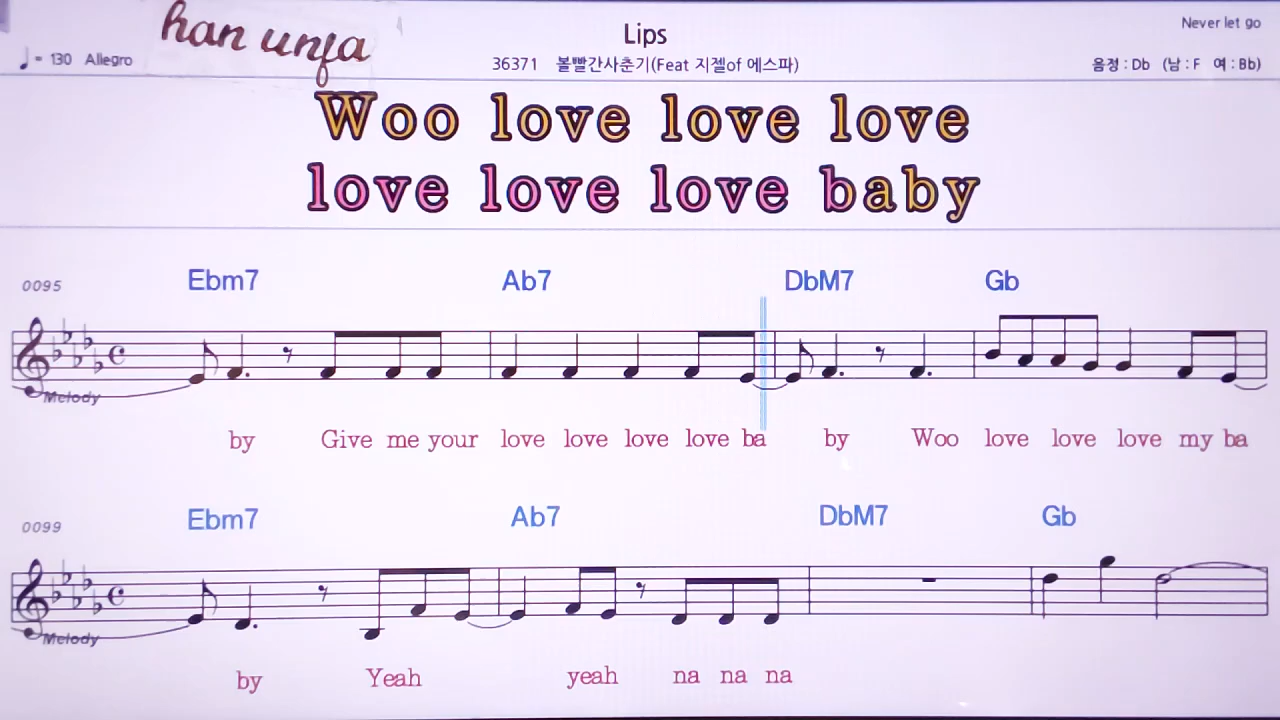 han unja
Lips
Never let go
♩= 130 Allegro
36371 볼빨간사춘기(Feat 지젤of 에스파)
음정 : Db (남 : F 여 : Bb)
Woo love love love
love love love baby
0095
Ebm7 Ab7 DbM7 Gb
Melody
by Give me your love love love love ba by Woo love love love my ba
0099
Ebm7 Ab7 DbM7 Gb
Melody
by Yeah yeah na na na